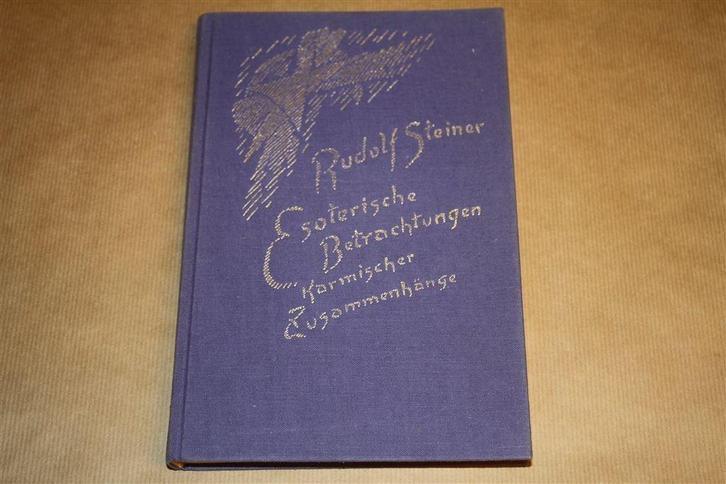 Rudolf Steiner
Esoterische
Betrachtungen
Karmischer
Zusammenhänge